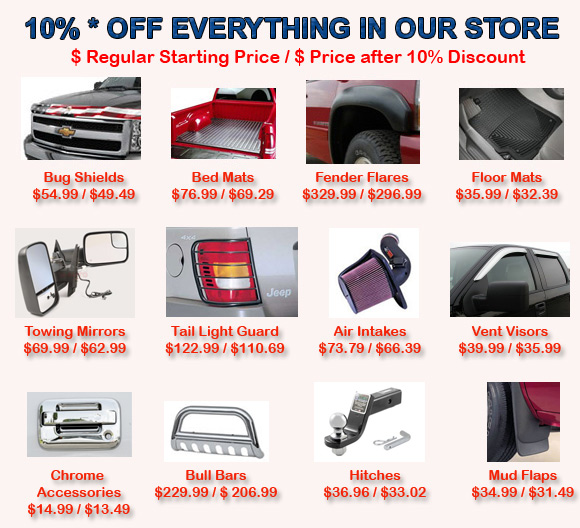 10% * OFF EVERYTHING IN OUR STORE
$ Regular Starting Price / $ Price after 10% Discount
Bug Shields
$54.99 / $49.49
Bed Mats
$76.99 / $69.29
Fender Flares
$329.99 / $296.99
Floor Mats
$35.99 / $32.39
Jeep
Towing Mirrors
$69.99 / $62.99
Tail Light Guard
$122.99 / $110.69
Air Intakes
$73.79 / $66.39
Vent Visors
$39.99 / $35.99
Chrome
Accessories
$14.99 / $13.49
Bull Bars
$229.99 / $ 206.99
Hitches
$36.96 / $33.02
Mud Flaps
$34.99 / $31.49